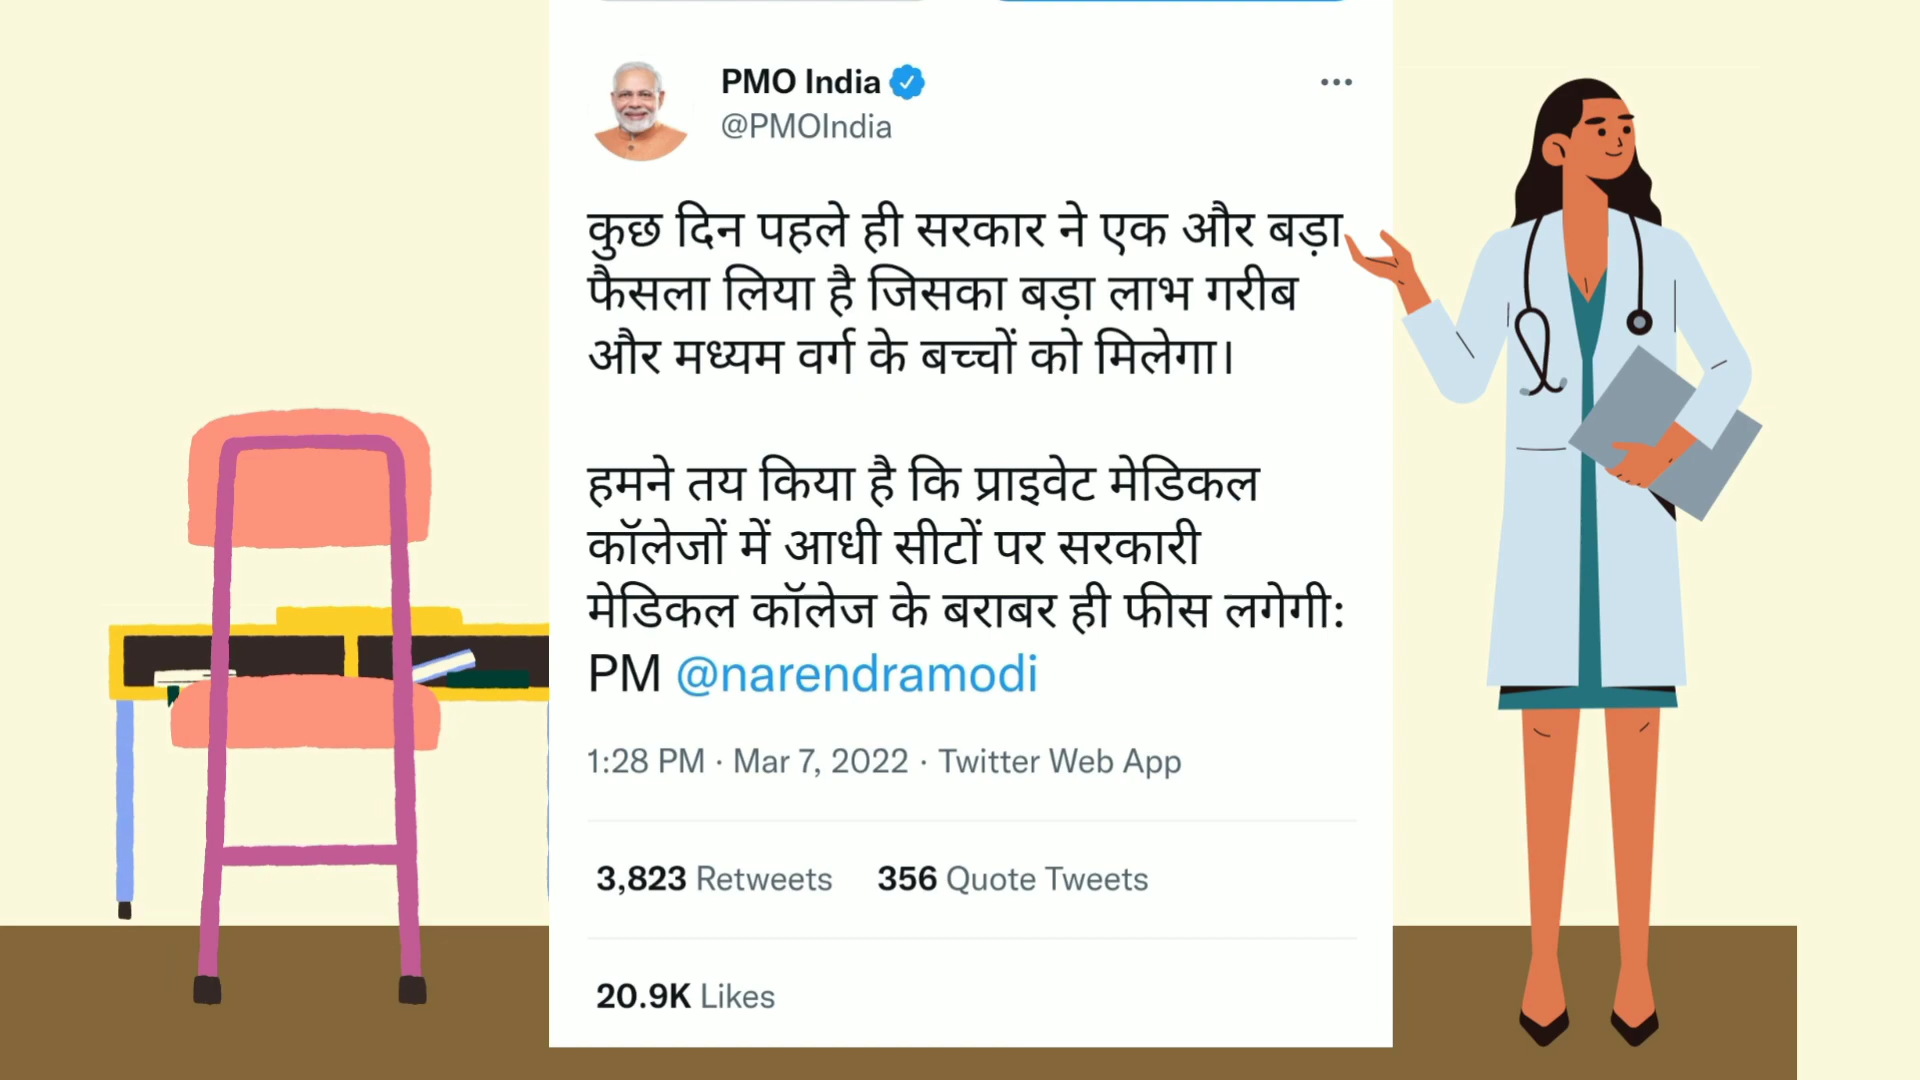 PMO India
@PMOIndia
कुछ दिन पहले ही सरकार ने एक और बड़ा
फैसला लिया है जिसका बड़ा लाभ गरीब
और मध्यम वर्ग के बच्चों को मिलेगा।
हमने तय किया है कि प्राइवेट मेडिकल
कॉलेजों में आधी सीटों पर सरकारी
मेडिकल कॉलेज के बराबर ही फीस लगेगी:
PM @narendramodi
1:28 PM · Mar 7, 2022 · Twitter Web App
3,823 Retweets 356 Quote Tweets
20.9K Likes